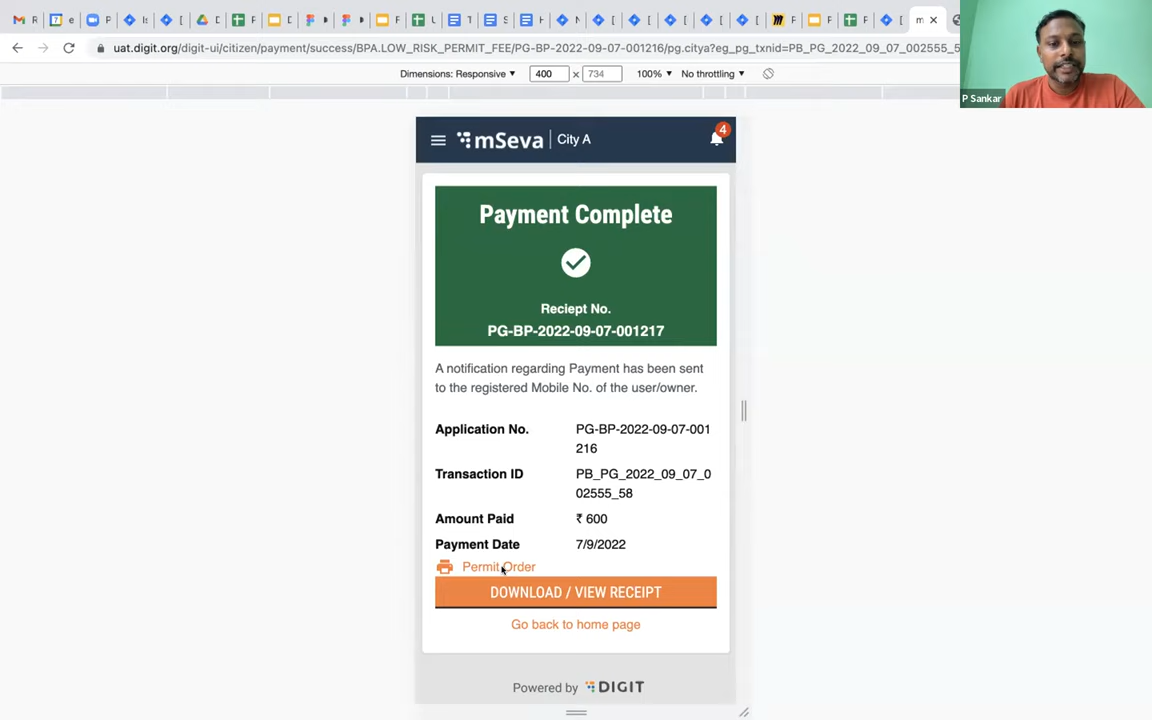 R
e
P
Is
[
D
F
D
F
F
F
U
T
S
H
N
[
[
[
[
F
F
F
[
m
uat.digit.org/digit-ui/citizen/payment/success/BPA.LOW_RISK_PERMIT_FEE/PG-BP-2022-09-07-001216/pg.citya?eg_pg_txnid=PB_PG_2022_09_07_002555_5
P Sankar
Dimensions: Responsive 400 × 734 100% No throttling
mSeva City A 4
Payment Complete
Reciept No.
PG-BP-2022-09-07-001217
A notification regarding Payment has been sent
to the registered Mobile No. of the user/owner.
Application No. PG-BP-2022-09-07-001
216
Transaction ID PB_PG_2022_09_07_0
02555_58
Amount Paid ₹ 600
Payment Date 7/9/2022
Permit Order
DOWNLOAD / VIEW RECEIPT
Go back to home page
Powered by DIGIT